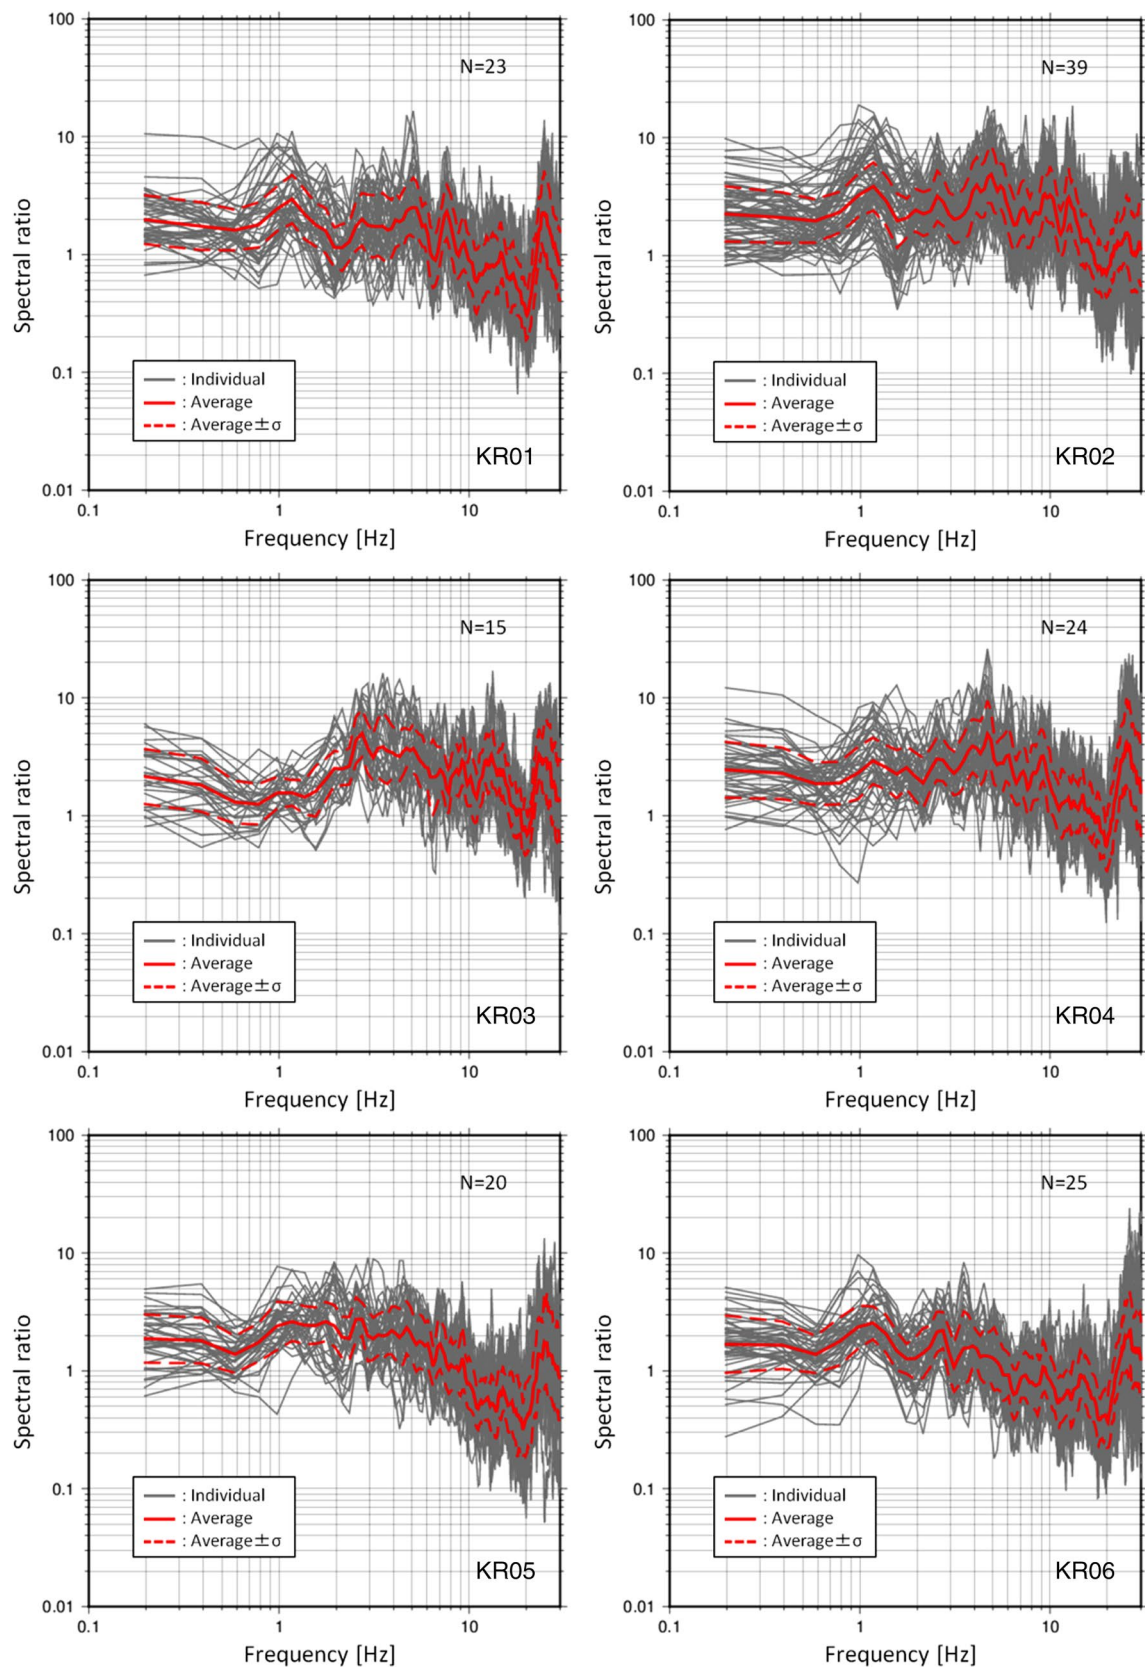 100
N=23
10
1
Spectral ratio
: Individual
: Average
0.1
: Average±σ
KR01
0.01
0.1
1
10
Frequency [Hz]
100
N=39
10
1
Spectral ratio
: Individual
: Average
0.1
: Average±σ
KR02
0.01
0.1
1
10
Frequency [Hz]
100
N=15
10
1
Spectral ratio
0.1
: Individual
: Average
: Average±σ
KR03
0.01
0.1
1
10
Frequency [Hz]
100
N=24
10
1
Spectral ratio
0.1
: Individual
: Average
: Average±σ
KR04
0.01
0.1
1
10
Frequency [Hz]
100
N=20
10
1
Spectral ratio
0.1
: Individual
: Average
: Average±σ
KR05
0.01
0.1
1
10
Frequency [Hz]
100
N=25
10
1
Spectral ratio
0.1
: Individual
: Average
: Average±σ
KR06
0.01
0.1
1
10
Frequency [Hz]